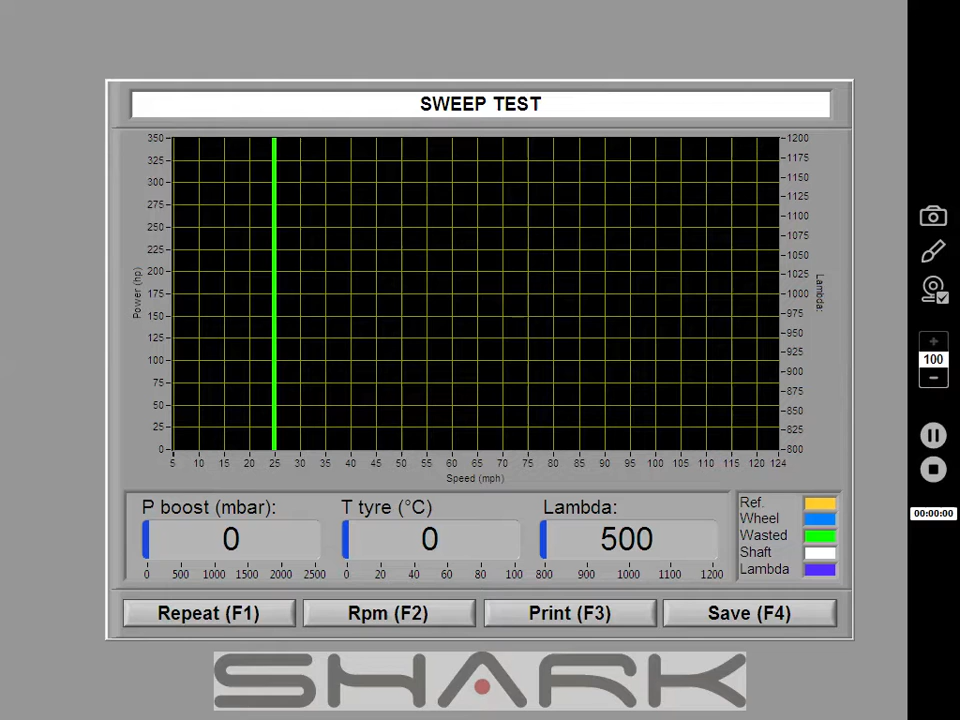 SWEEP TEST
350
325
300
275
250
225
200
175
150
125
100
75
50
25
0
Power (hp)
1200
1175
1150
1125
1100
1075
1050
1025
1000
975
950
925
900
875
850
825
800
Lambda:
5 10 15 20 25 30 35 40 45 50 55 60 65 70 75 80 85 90 95 100 105 110 115 124
Speed (mph)
P boost (mbar):
0
0 500 1000 1500 2000 2500
T tyre (°C)
0
0 20 40 60 80 100
Lambda:
500
800 900 1000 1100 1200
Ref.
Wheel
Wasted
Shaft
Lambda
Repeat (F1) Rpm (F2) Print (F3) Save (F4)
SHARK
+
100
−
00:00:00